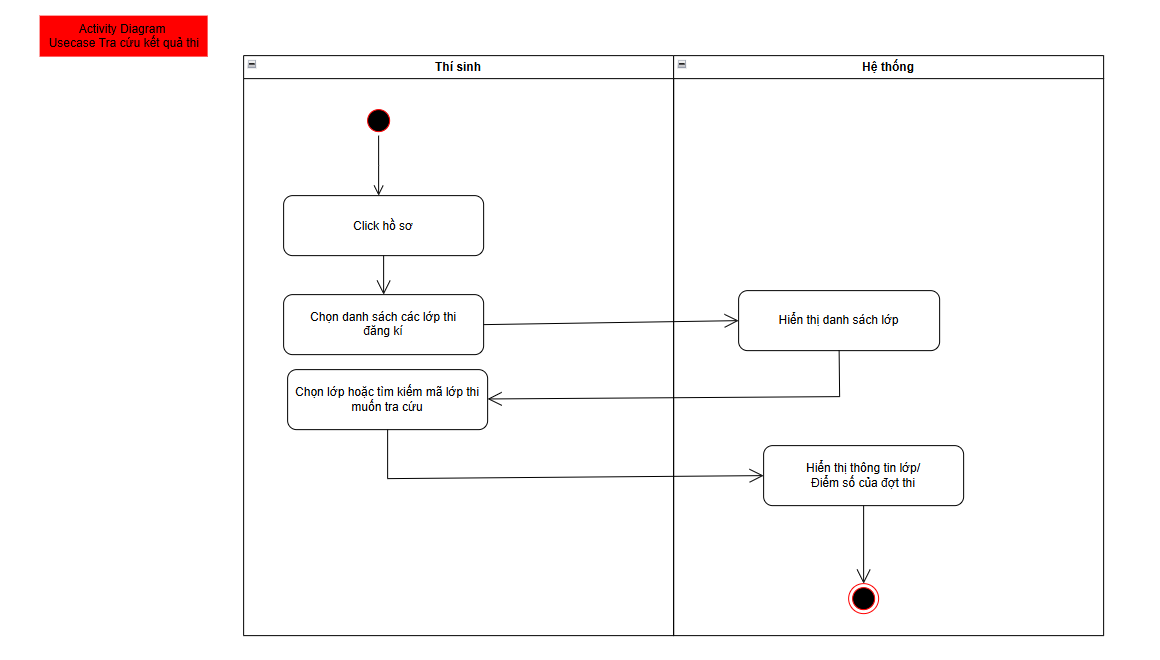 Activity Diagram
Usecase Tra cứu kết quả thi
Thí sinh
Hệ thống
Click hồ sơ
Chọn danh sách các lớp thi
đăng kí
Hiển thị danh sách lớp
Chọn lớp hoặc tìm kiếm mã lớp thi
muốn tra cứu
Hiển thị thông tin lớp/
Điểm số của đợt thi